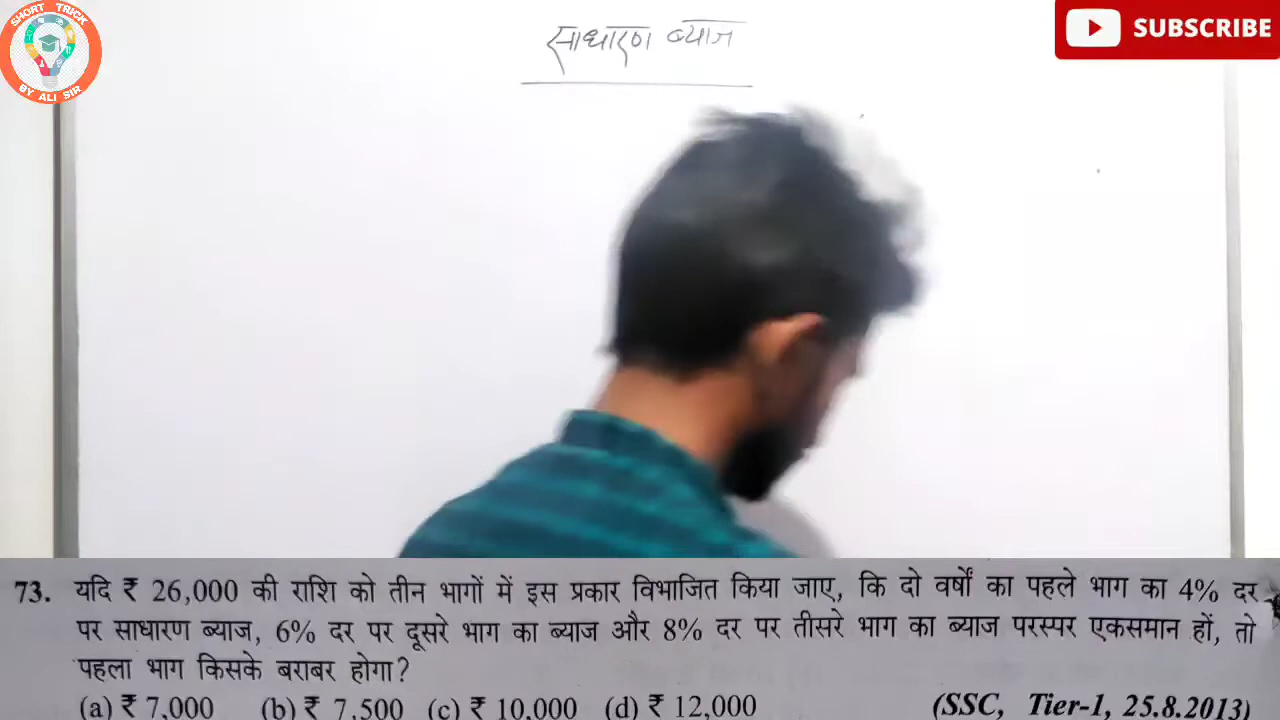 SHORT TRICK
BY ALI SIR
साधारण ब्याज
SUBSCRIBE
73. यदि ₹ 26,000 की राशि को तीन भागों में इस प्रकार विभाजित किया जाए, कि दो वर्षों का पहले भाग का 4% दर
पर साधारण ब्याज, 6% दर पर दूसरे भाग का ब्याज और 8% दर पर तीसरे भाग का ब्याज परस्पर एकसमान हों, तो
पहला भाग किसके बराबर होगा?
(a) ₹ 7,000 (b) ₹ 7,500 (c) ₹ 10,000 (d) ₹ 12,000 (SSC, Tier-1, 25.8.2013)